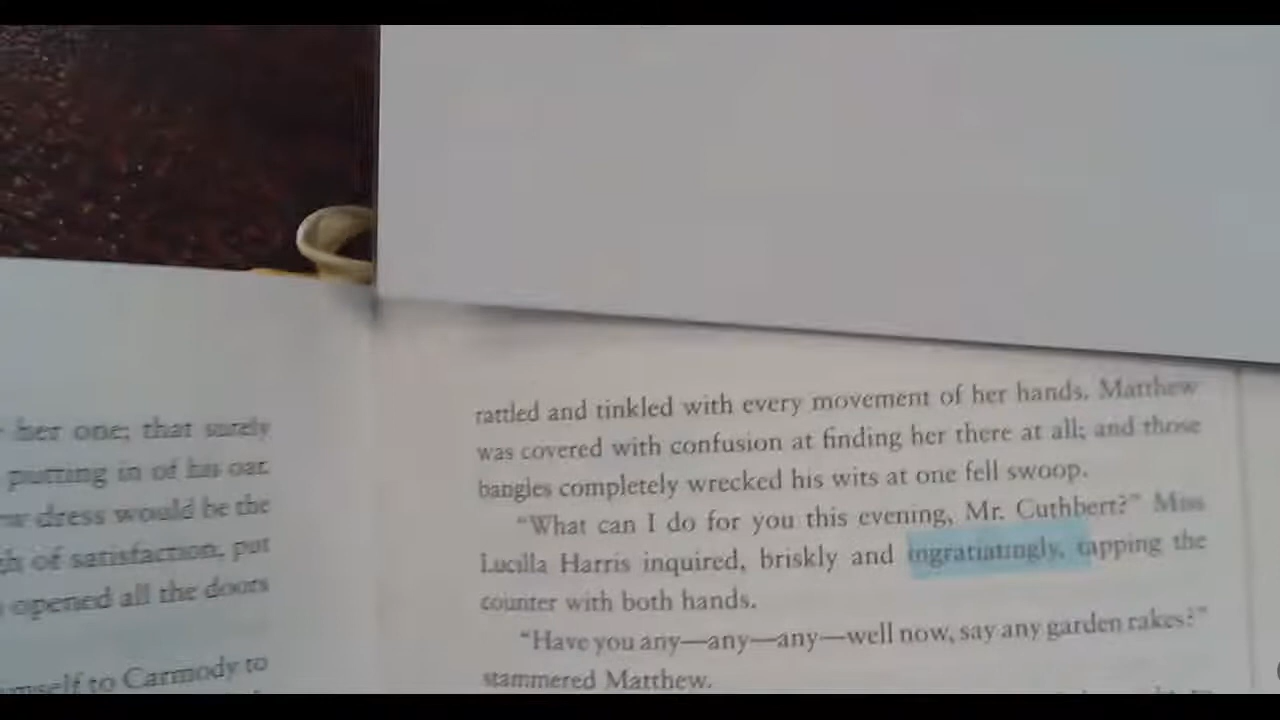 her one; that surely
putting in of his oar.
dress would be the
of satisfaction, put
opened all the doors
to Carmody to
rattled and tinkled with every movement of her hands. Matthew
was covered with confusion at finding her there at all; and those
bangles completely wrecked his wits at one fell swoop.
“What can I do for you this evening, Mr. Cuthbert?” Miss
Lucilla Harris inquired, briskly and ingratiatingly, tapping the
counter with both hands.
“Have you any—any—any—well now, say any garden rakes?”
stammered Matthew.